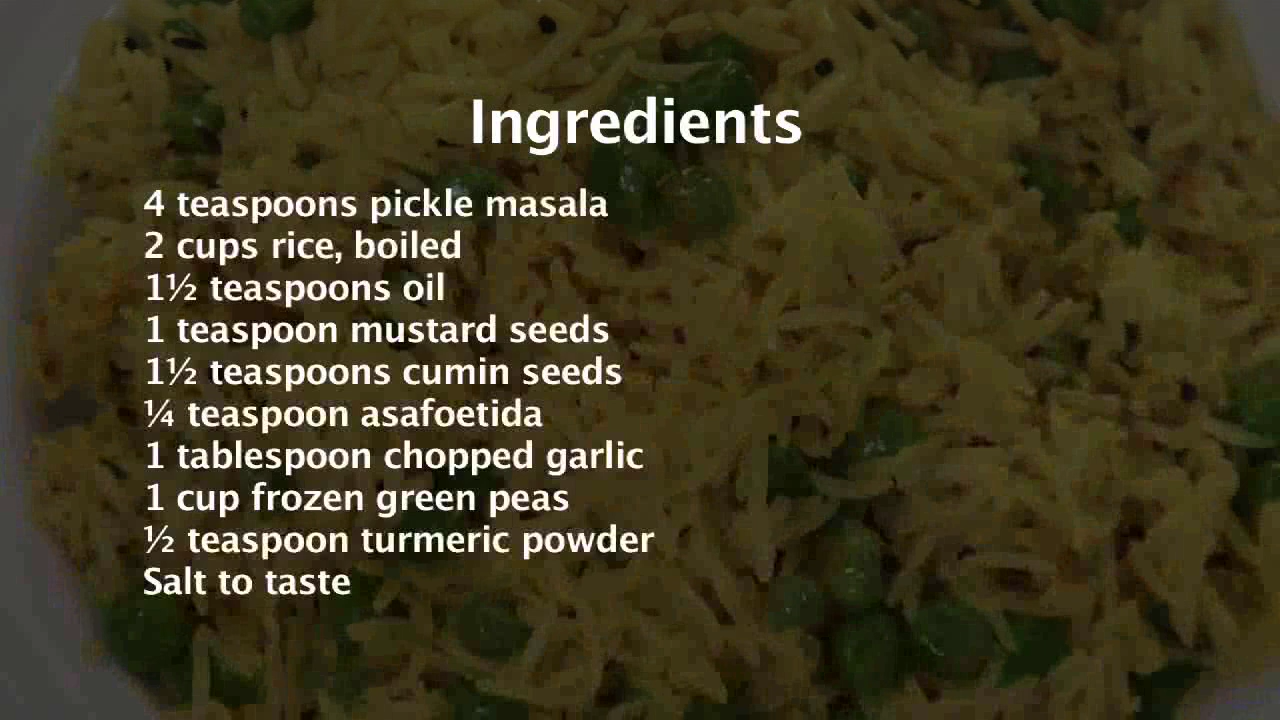 Ingredients
4 teaspoons pickle masala
2 cups rice, boiled
1½ teaspoons oil
1 teaspoon mustard seeds
1½ teaspoons cumin seeds
¼ teaspoon asafoetida
1 tablespoon chopped garlic
1 cup frozen green peas
½ teaspoon turmeric powder
Salt to taste